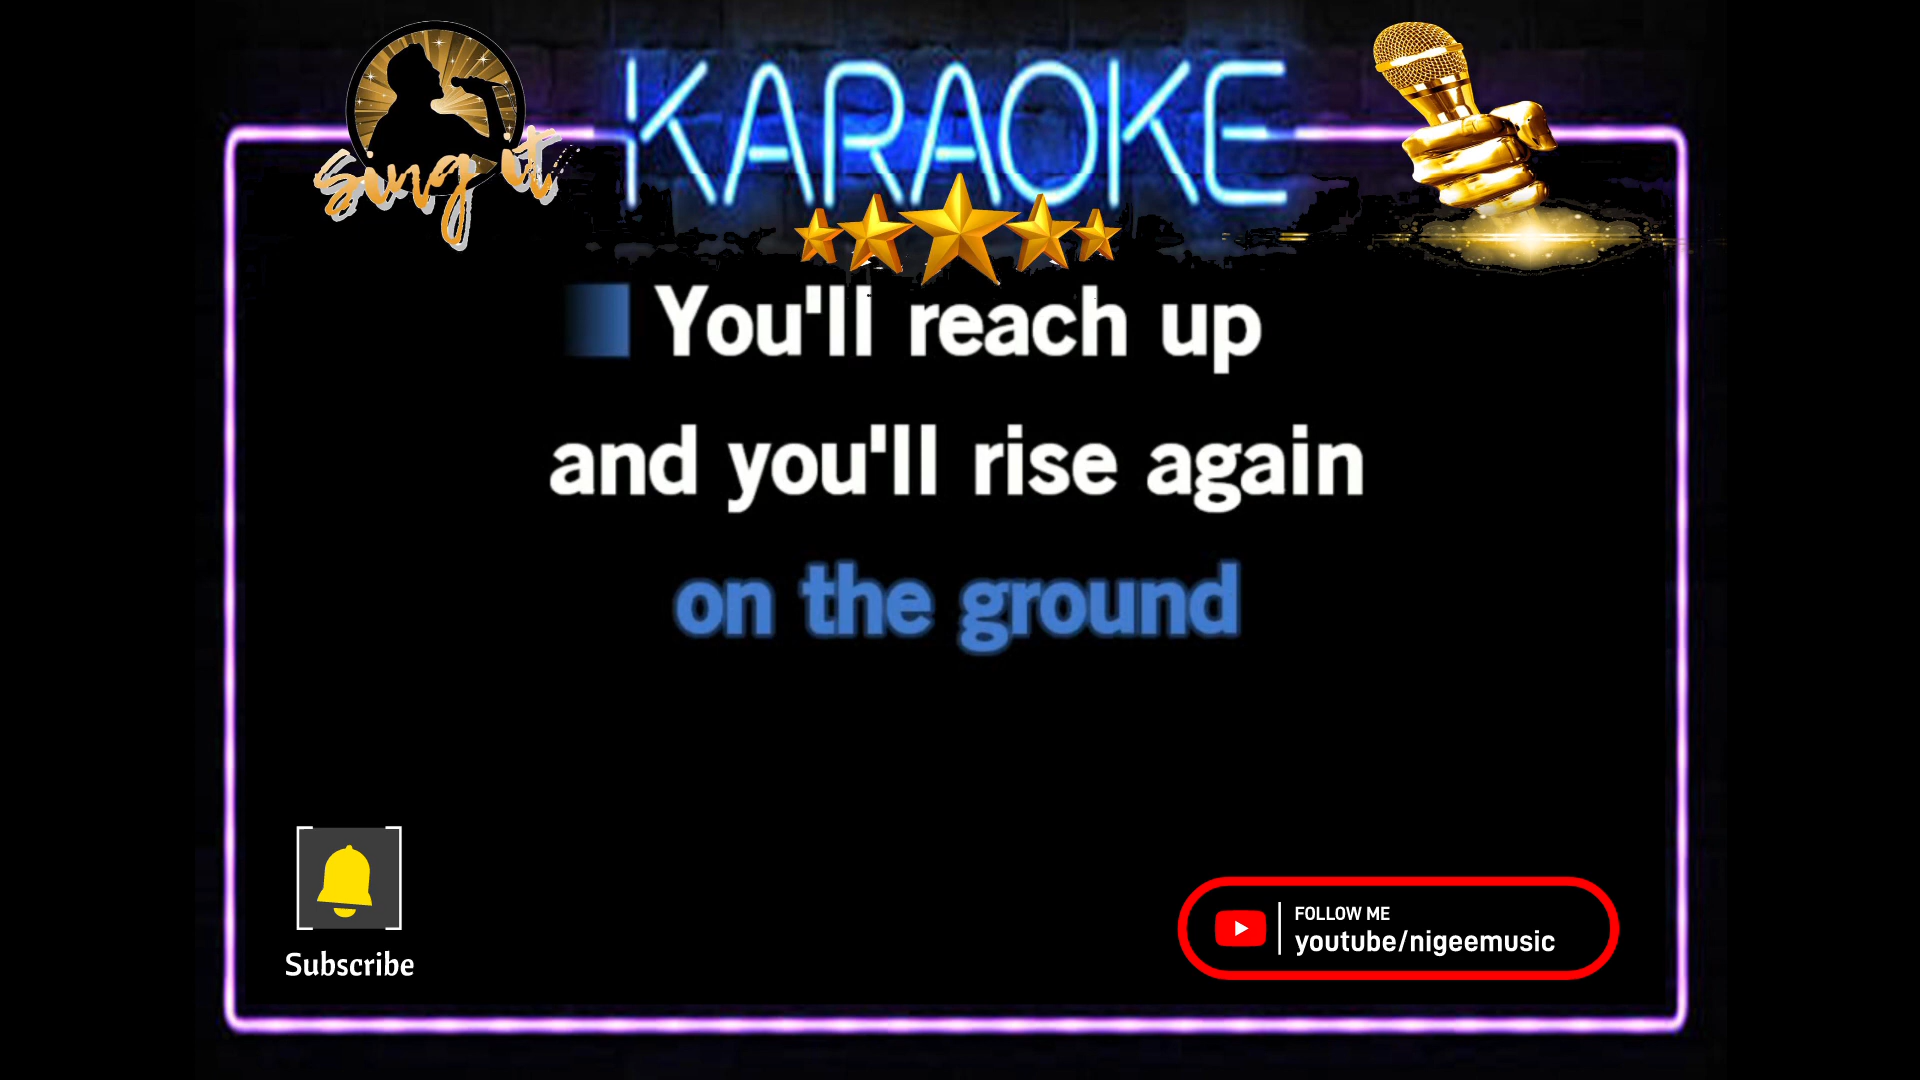 sing it
KARAOKE
You'll reach up
and you'll rise again
on the ground
Subscribe
FOLLOW ME
youtube/nigeemusic